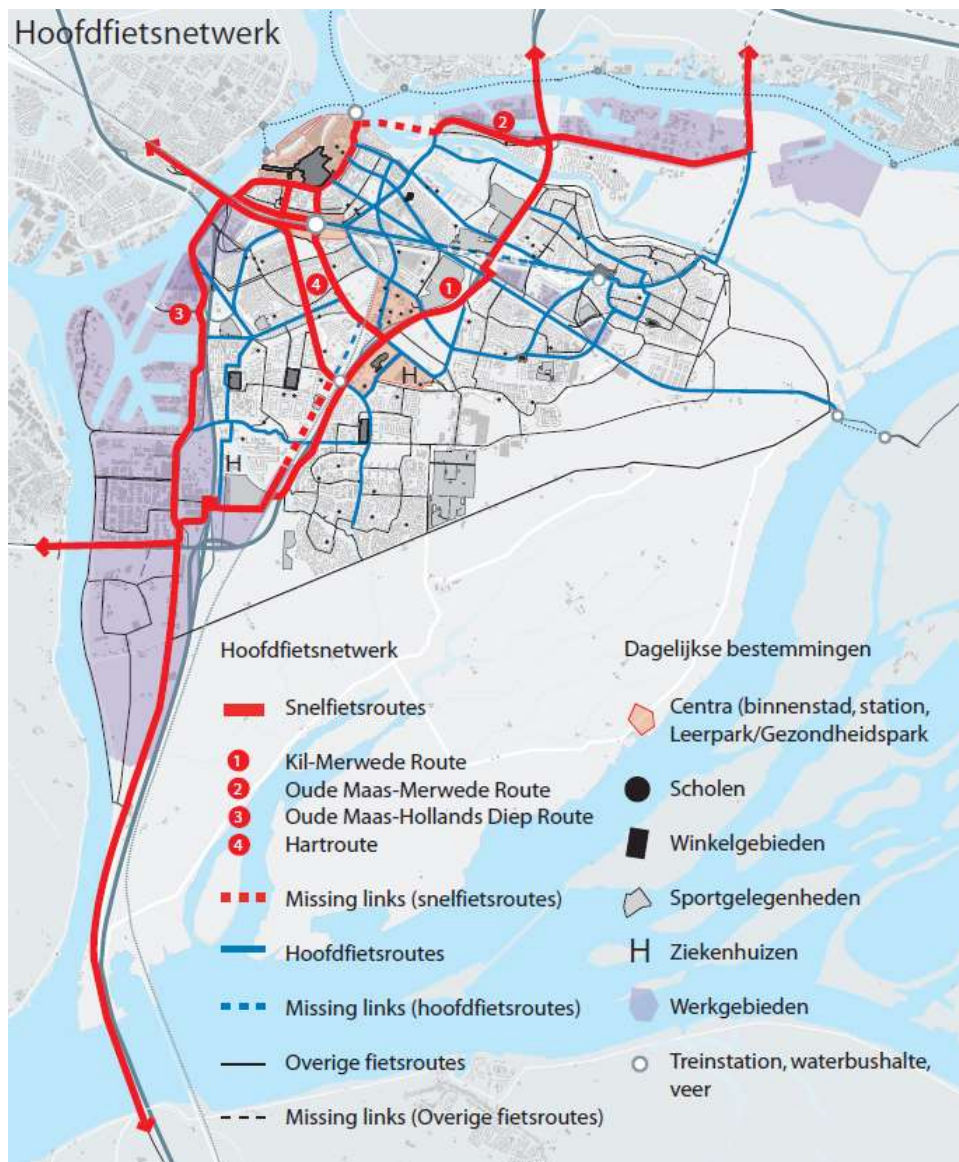 Hoofdfietsnetwerk
2
4
1
3
H
H
Hoofdfietsnetwerk
Snelfietsroutes
1 Kil-Merwede Route
2 Oude Maas-Merwede Route
3 Oude Maas-Hollands Diep Route
4 Hartroute
Missing links (snelfietsroutes)
Hoofdfietsroutes
Missing links (hoofdfietsroutes)
Overige fietsroutes
Missing links (Overige fietsroutes)
Dagelijkse bestemmingen
Centra (binnenstad, station,
Leerpark/Gezondheidspark
Scholen
Winkelgebieden
Sportgelegenheden
H Ziekenhuizen
Werkgebieden
Treinstation, waterbushalte,
veer